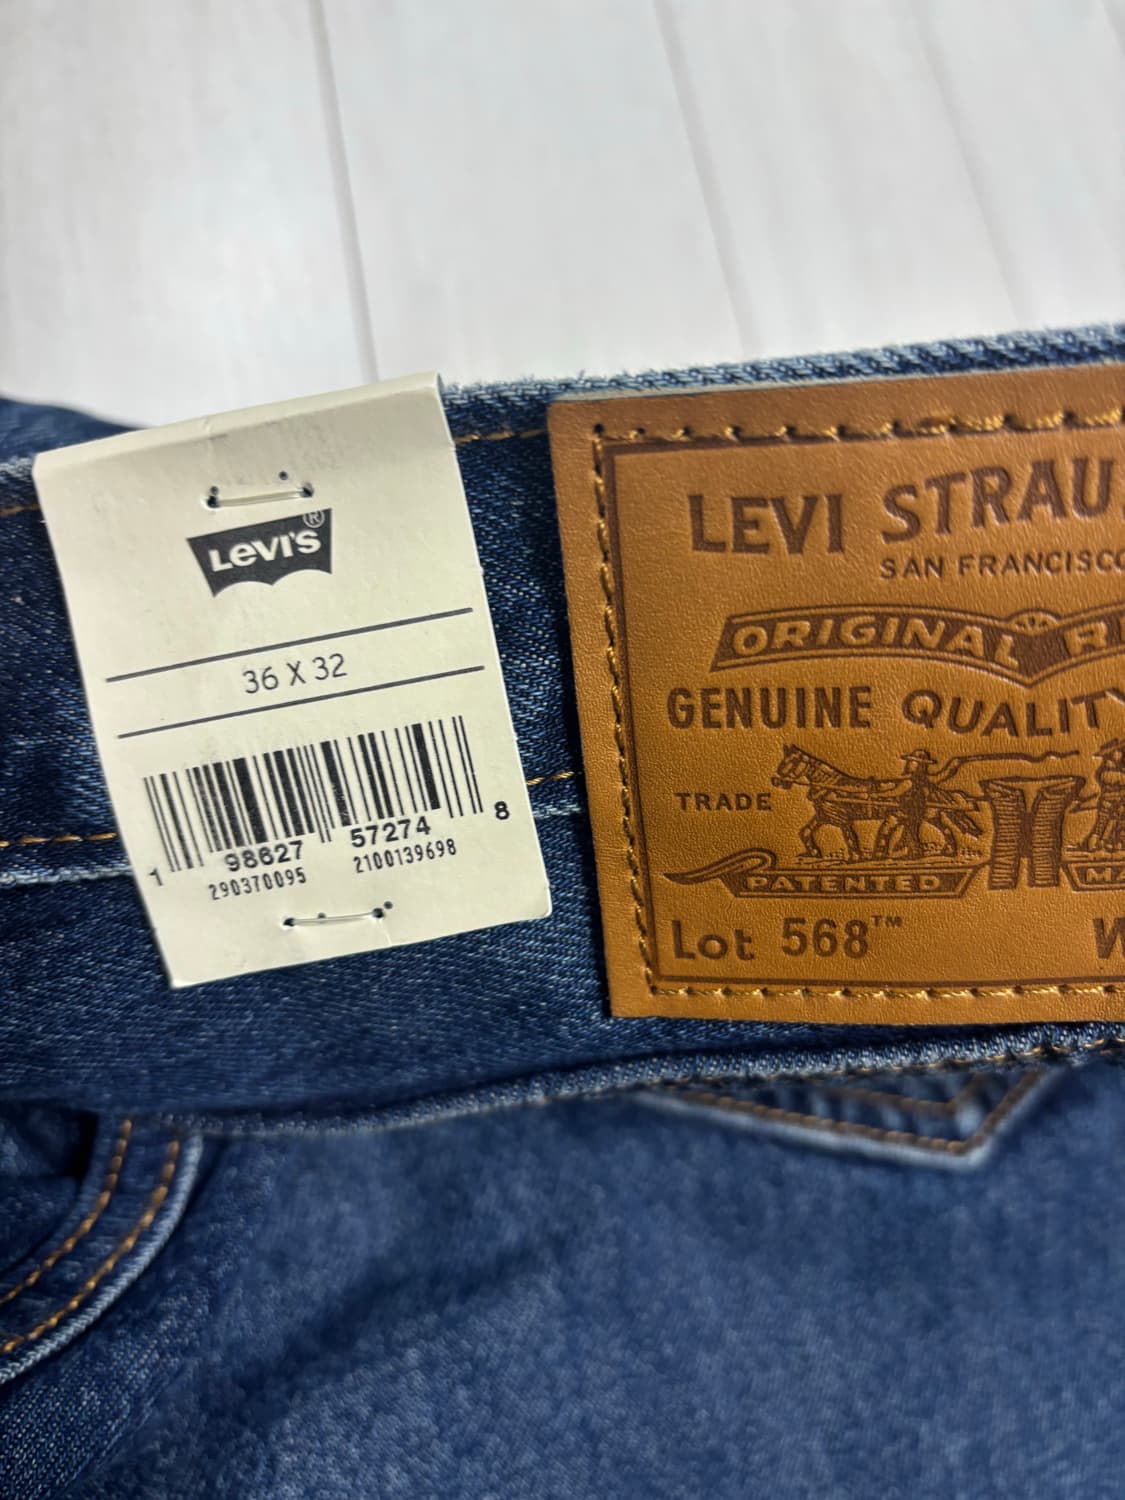 LEVI'S®
36 X 32
1 98627 57274 8
290370095 2100139698
LEVI STRAU
SAN FRANCISCO
ORIGINAL R
GENUINE QUALITY
TRADE
PATENTED MA
Lot 568™ W